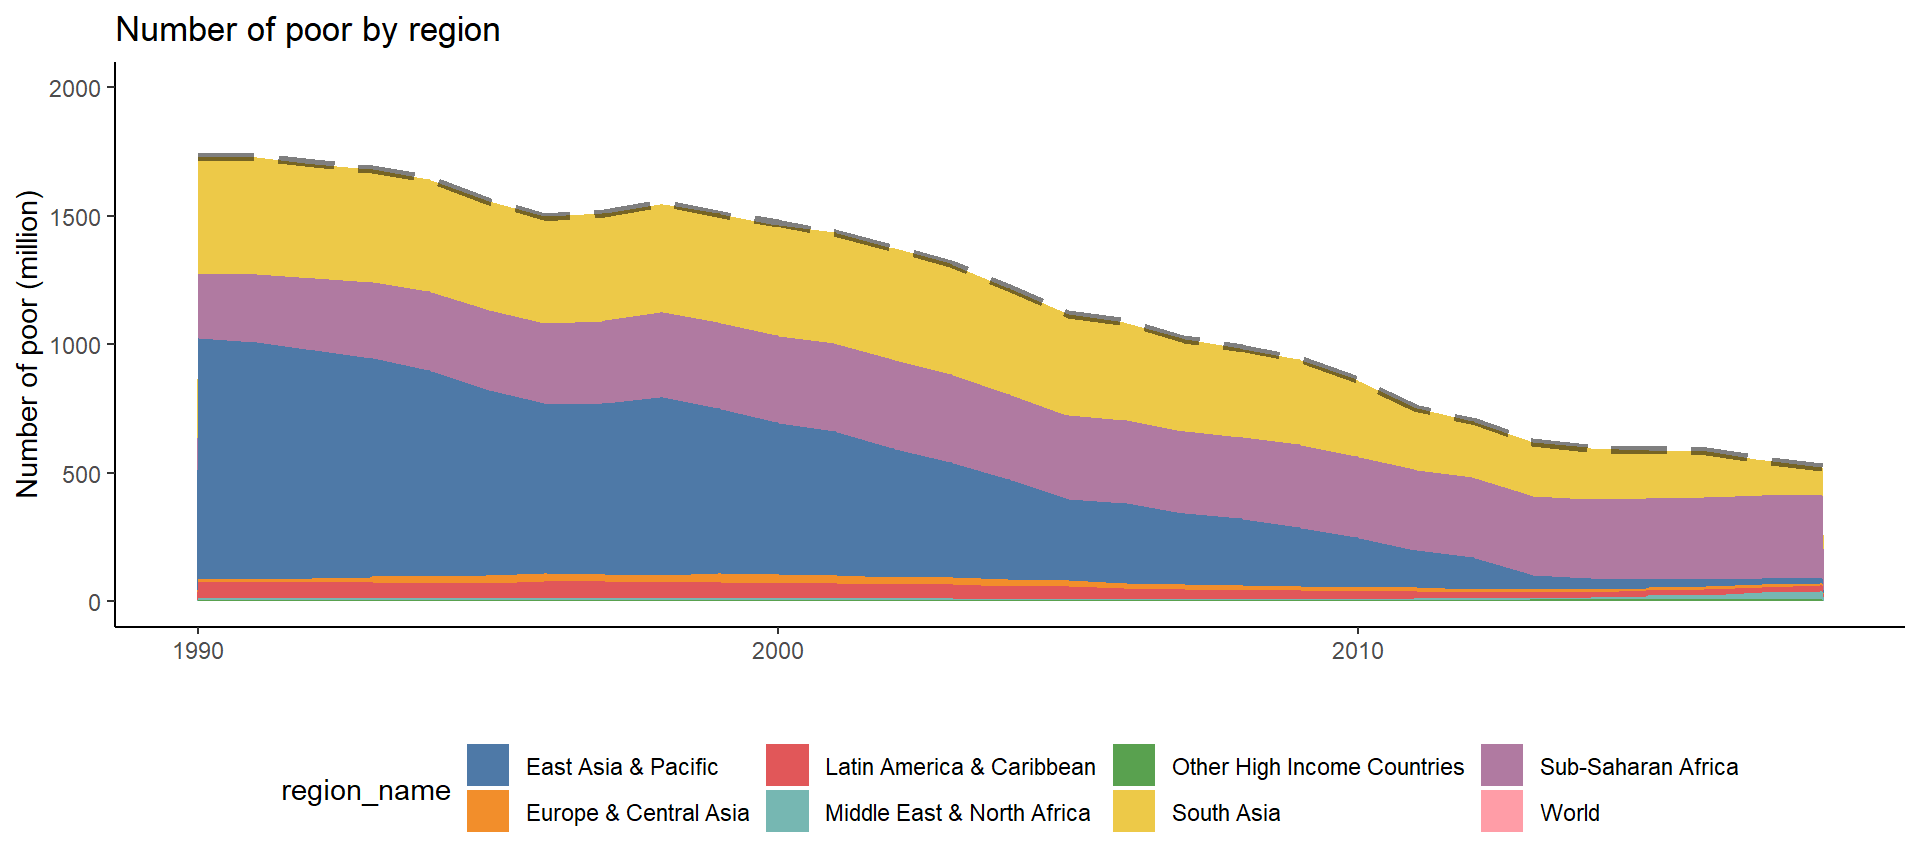 Number of poor by region
Number of poor (million)
2000
1500
1000
500
0
1990 2000 2010
region_name
East Asia & Pacific
Europe & Central Asia
Latin America & Caribbean
Middle East & North Africa
Other High Income Countries
South Asia
Sub-Saharan Africa
World